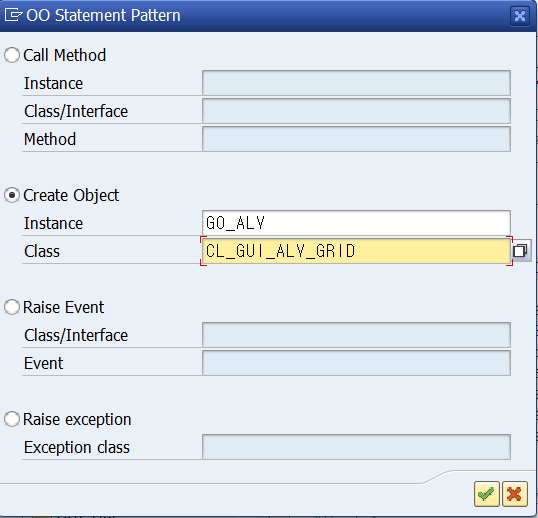 OO Statement Pattern
Call Method
Instance
Class/Interface
Method
Create Object
Instance GO_ALV
Class CL_GUI_ALV_GRID
Raise Event
Class/Interface
Event
Raise exception
Exception class